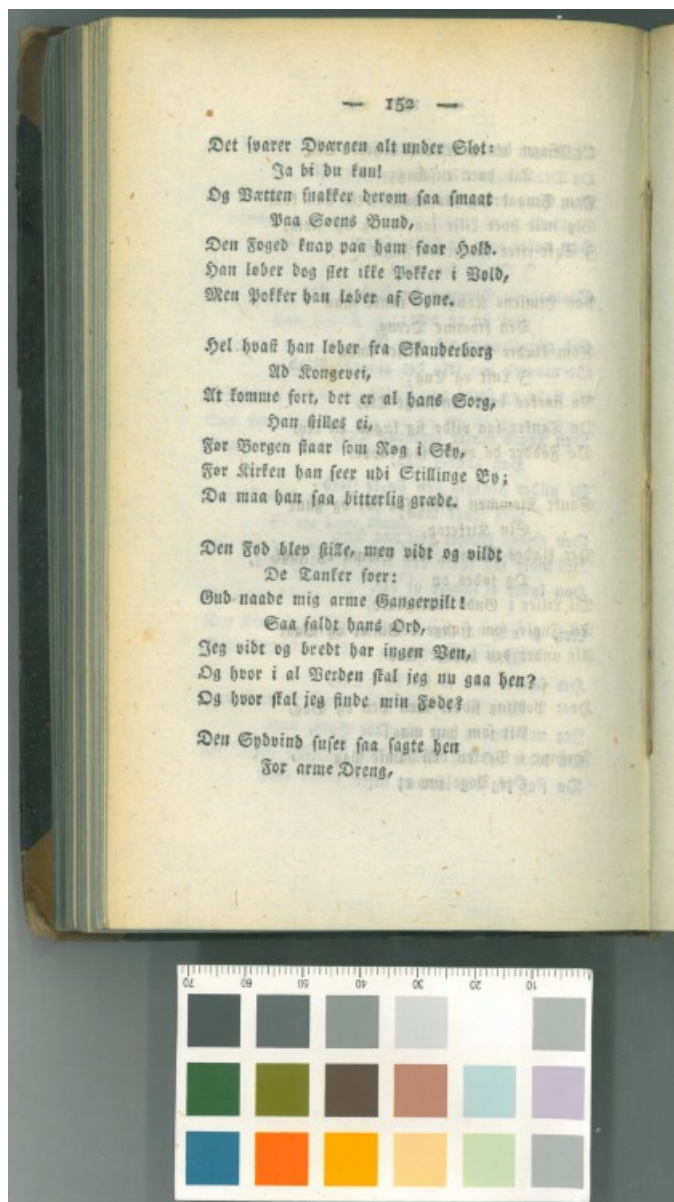 — 152 —
Det svarer Dværgen alt under Slot:
Ja bi du kun!
Og Vætten snakker derom saa smaat
Paa Søens Bund,
Den Foged knap paa ham faar Hold.
Han løber dog slet ikke Pokker i Vold,
Men Pokker han løber af Syne.
Hel hvast han løber fra Skanderborg
Ad Kongevei,
At komme fort, det er al hans Sorg,
Han stilles ei,
Før Borgen staar som Røg i Sky,
Før Kirken han seer udi Stillinge By;
Da maa han saa bitterlig græde.
Den Fod blev stille, men vidt og vildt
De Tanker foer:
Gud naade mig arme Gangerpilt!
Saa faldt hans Ord,
Jeg vidt og bredt har ingen Ven,
Og hvor i al Verden skal jeg nu gaa hen?
Og hvor skal jeg finde min Føde?
Den Sydvind suser saa sagte hen
For arme Dreng,
70 60 50 40 30 20 10